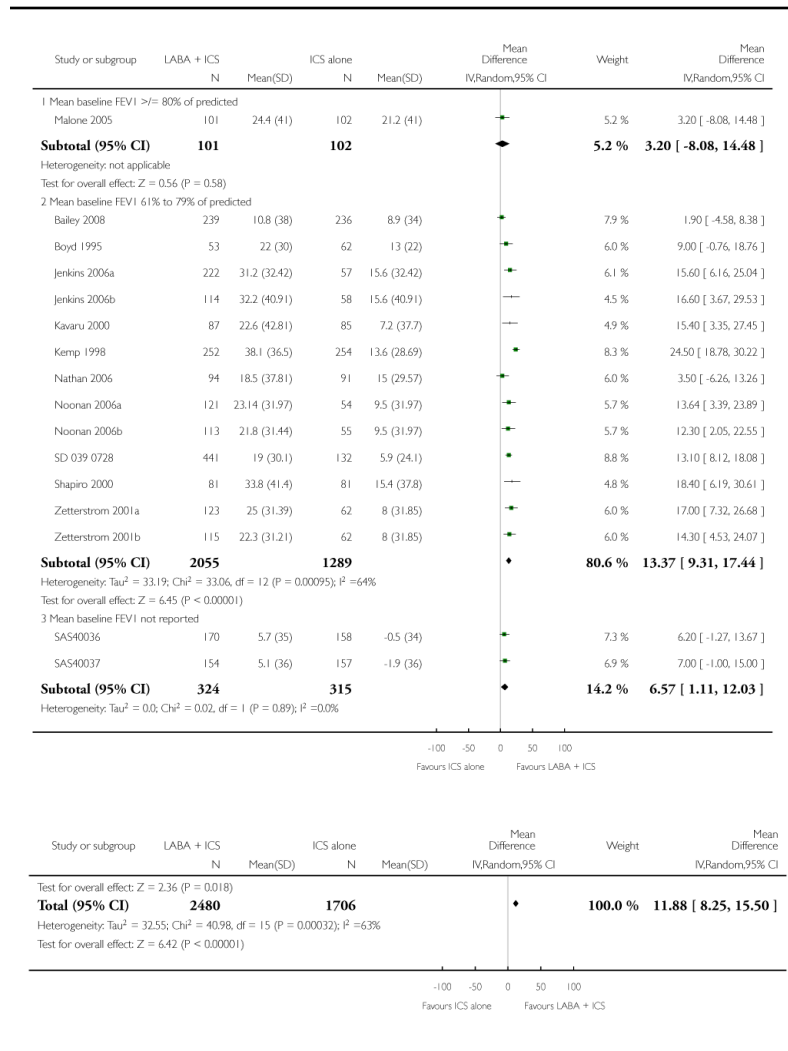 Mean Mean
Study or subgroup LABA + ICS ICS alone Difference Weight Difference
N Mean(SD) N Mean(SD) IV,Random,95% CI IV,Random,95% CI
1 Mean baseline FEV1 >/= 80% of predicted
Malone 2005 101 24.4 (41) 102 21.2 (41) 5.2 % 3.20 [ -8.08, 14.48 ]
Subtotal (95% CI) 101 102 5.2 % 3.20 [ -8.08, 14.48 ]
Heterogeneity: not applicable
Test for overall effect: Z = 0.56 (P = 0.58)
2 Mean baseline FEV1 61% to 79% of predicted
Bailey 2008 239 10.8 (38) 236 8.9 (34) 7.9 % 1.90 [ -4.58, 8.38 ]
Boyd 1995 53 22 (30) 62 13 (22) 6.0 % 9.00 [ -0.76, 18.76 ]
Jenkins 2006a 222 31.2 (32.42) 57 15.6 (32.42) 6.1 % 15.60 [ 6.16, 25.04 ]
Jenkins 2006b 114 32.2 (40.91) 58 15.6 (40.91) 4.5 % 16.60 [ 3.67, 29.53 ]
Kavaru 2000 87 22.6 (42.81) 85 7.2 (37.7) 4.9 % 15.40 [ 3.35, 27.45 ]
Kemp 1998 252 38.1 (36.5) 254 13.6 (28.69) 8.3 % 24.50 [ 18.78, 30.22 ]
Nathan 2006 94 18.5 (37.81) 91 15 (29.57) 6.0 % 3.50 [ -6.26, 13.26 ]
Noonan 2006a 121 23.14 (31.97) 54 9.5 (31.97) 5.7 % 13.64 [ 3.39, 23.89 ]
Noonan 2006b 113 21.8 (31.44) 55 9.5 (31.97) 5.7 % 12.30 [ 2.05, 22.55 ]
SD 039 0728 441 19 (30.1) 132 5.9 (24.1) 8.8 % 13.10 [ 8.12, 18.08 ]
Shapiro 2000 81 33.8 (41.4) 81 15.4 (37.8) 4.8 % 18.40 [ 6.19, 30.61 ]
Zetterstrom 2001a 123 25 (31.39) 62 8 (31.85) 6.0 % 17.00 [ 7.32, 26.68 ]
Zetterstrom 2001b 115 22.3 (31.21) 62 8 (31.85) 6.0 % 14.30 [ 4.53, 24.07 ]
Subtotal (95% CI) 2055 1289 80.6 % 13.37 [ 9.31, 17.44 ]
Heterogeneity: Tau² = 33.19; Chi² = 33.06, df = 12 (P = 0.00095); I² =64%
Test for overall effect: Z = 6.45 (P < 0.00001)
3 Mean baseline FEV1 not reported
SAS40036 170 5.7 (35) 158 -0.5 (34) 7.3 % 6.20 [ -1.27, 13.67 ]
SAS40037 154 5.1 (36) 157 -1.9 (36) 6.9 % 7.00 [ -1.00, 15.00 ]
Subtotal (95% CI) 324 315 14.2 % 6.57 [ 1.11, 12.03 ]
Heterogeneity: Tau² = 0.0; Chi² = 0.02, df = 1 (P = 0.89); I² =0.0%
-100 -50 0 50 100
Favours ICS alone Favours LABA + ICS
Mean Mean
Study or subgroup LABA + ICS ICS alone Difference Weight Difference
N Mean(SD) N Mean(SD) IV,Random,95% CI IV,Random,95% CI
Test for overall effect: Z = 2.36 (P = 0.018)
Total (95% CI) 2480 1706 100.0 % 11.88 [ 8.25, 15.50 ]
Heterogeneity: Tau² = 32.55; Chi² = 40.98, df = 15 (P = 0.00032); I² =63%
Test for overall effect: Z = 6.42 (P < 0.00001)
-100 -50 0 50 100
Favours ICS alone Favours LABA + ICS